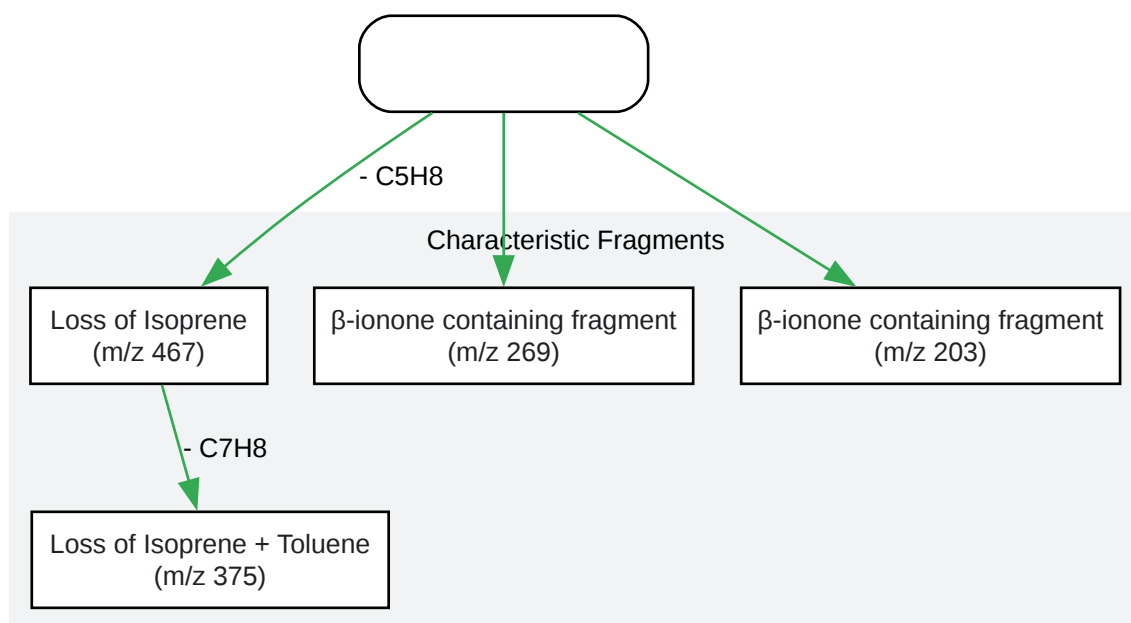 - C5H8
Characteristic Fragments
Loss of Isoprene
(m/z 467)
β-ionone containing fragment
(m/z 269)
β-ionone containing fragment
(m/z 203)
- C7H8
Loss of Isoprene + Toluene
(m/z 375)